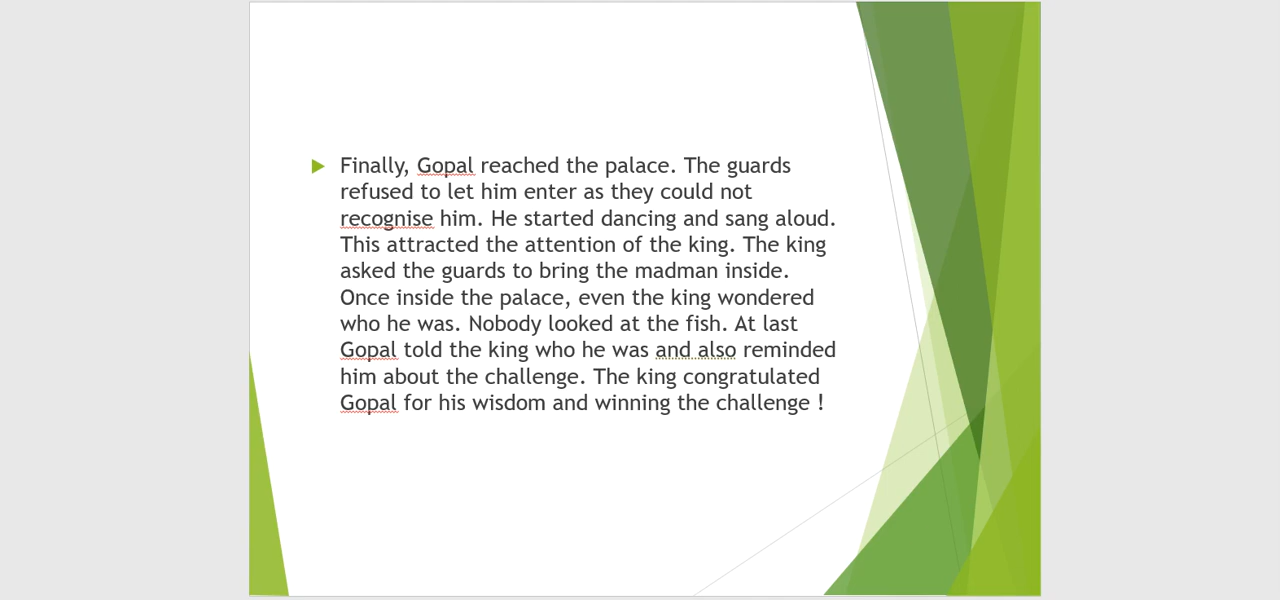 Finally, Gopal reached the palace. The guards
refused to let him enter as they could not
recognise him. He started dancing and sang aloud.
This attracted the attention of the king. The king
asked the guards to bring the madman inside.
Once inside the palace, even the king wondered
who he was. Nobody looked at the fish. At last
Gopal told the king who he was and also reminded
him about the challenge. The king congratulated
Gopal for his wisdom and winning the challenge !